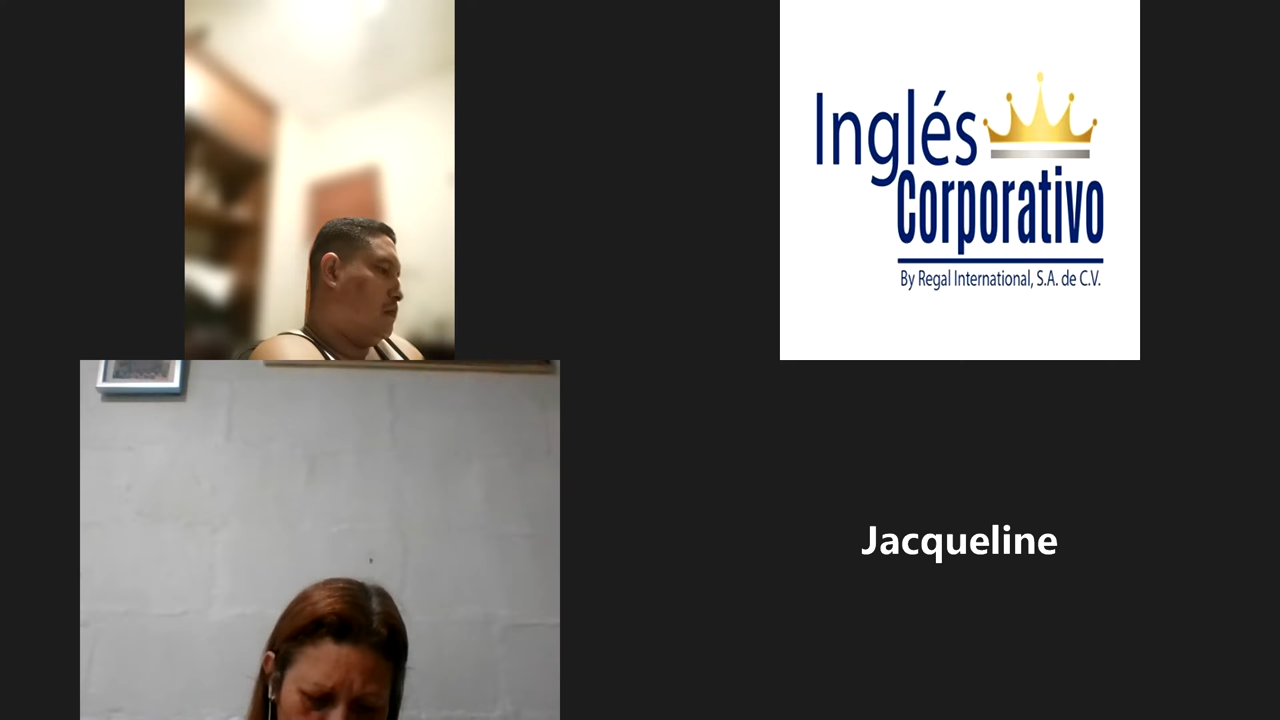 Inglés
Corporativo
By Regal International, S.A. de C.V.
Jacqueline